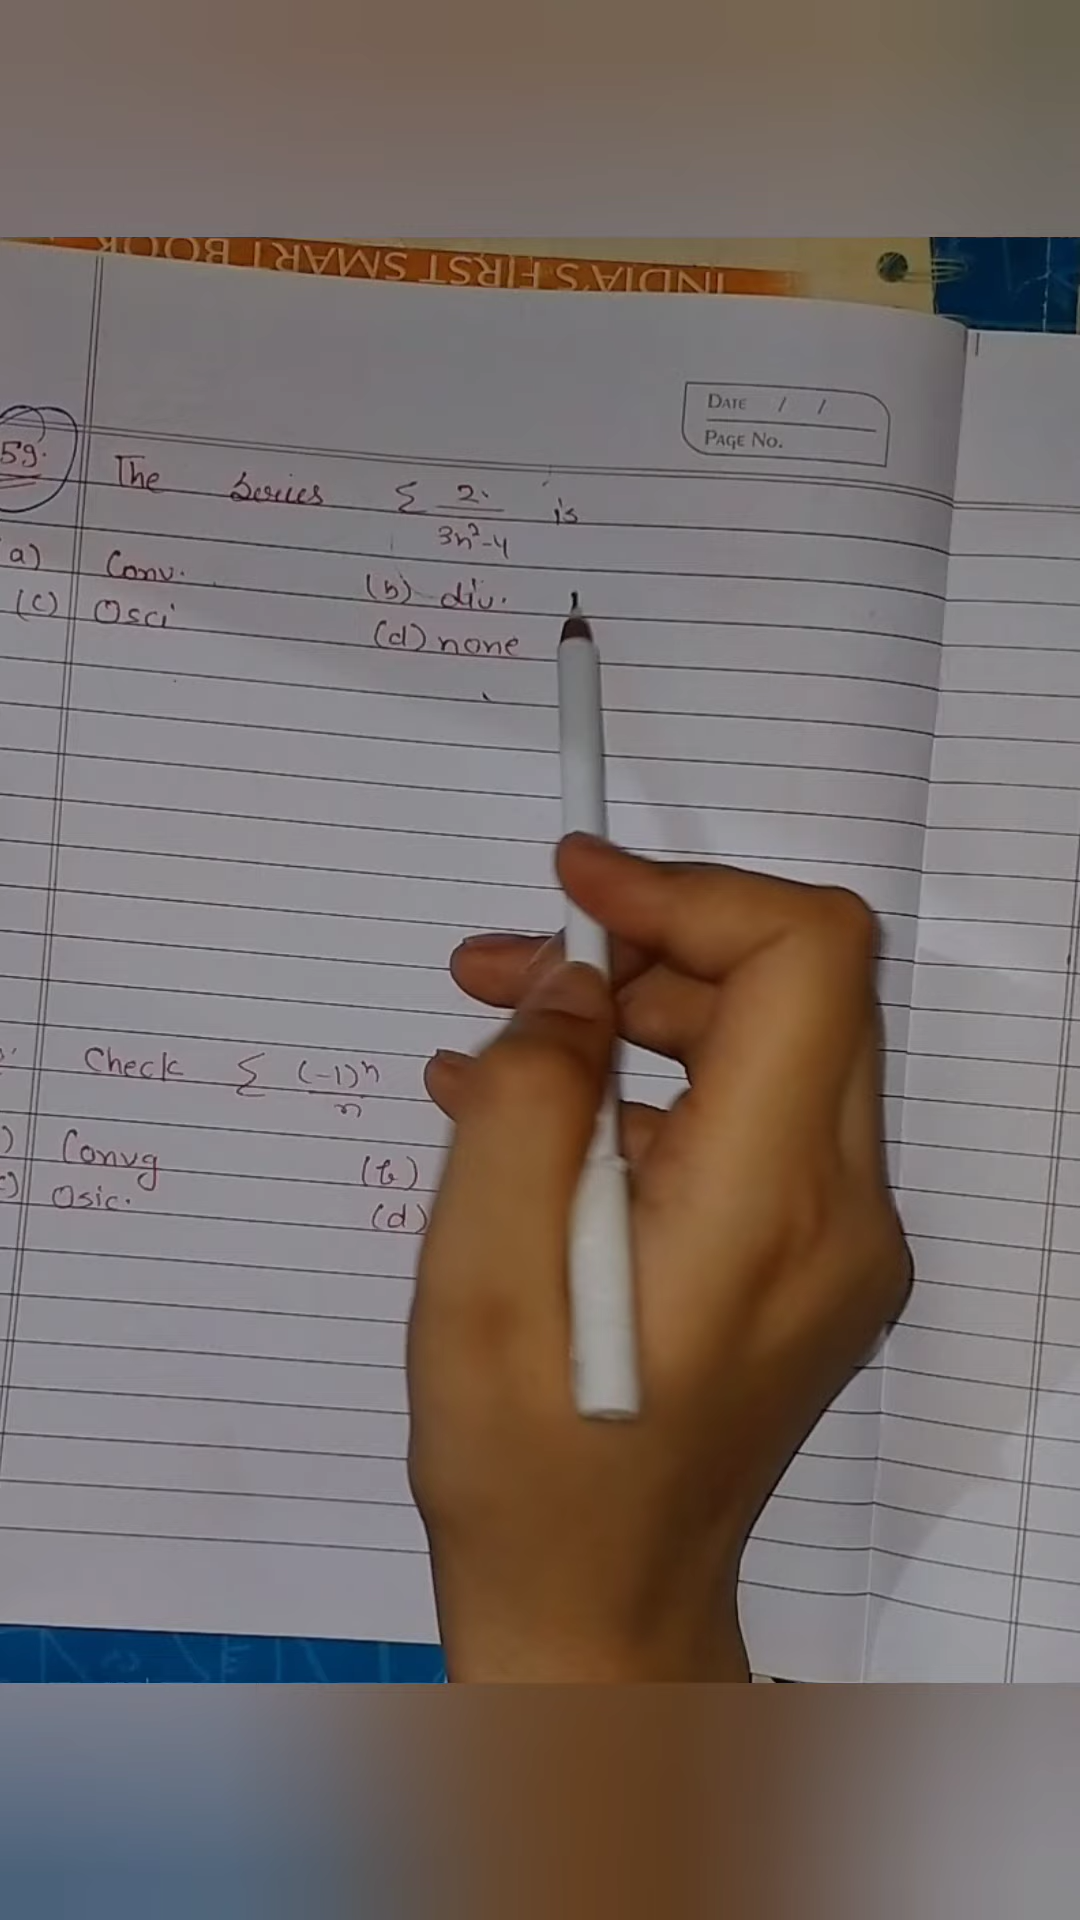 INDIA'S FIRST SMART BOOK
DATE / /
PAGE NO.
59. The Series Σ 2 / 3n²-4 is
a) Conv. (b) div.
(c) Osci (d) none
Check Σ (-1)ⁿ / n
) Convg (b)
c) Osic. (d)